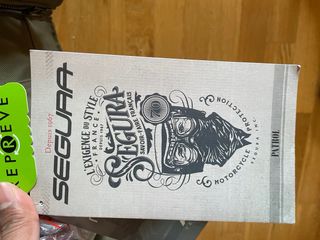 REPREVE
Depuis 1967
SEGURA
L'EXIGENCE DU STYLE
FRANCE
SEGURA
SAVOIR-FAIRE FRANÇAIS
MOTORCYCLE PROTECTION
PATROL